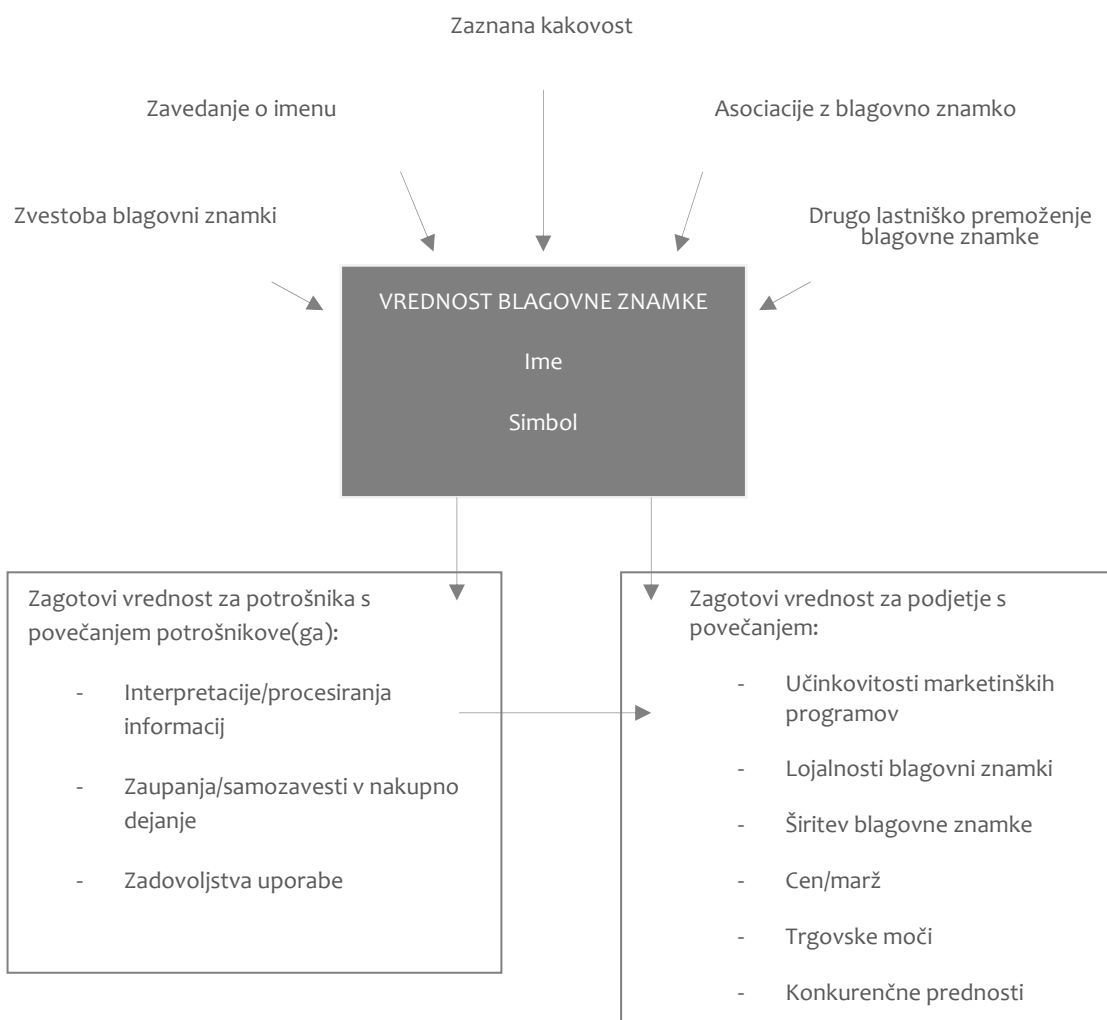 Zaznana kakovost
Zavedanje o imenu
Asociacije z blagovno znamko
Zvestoba blagovni znamki
Drugo lastniško premoženje
blagovne znamke
VREDNOST BLAGOVNE ZNAMKE
Ime
Simbol
Zagotovi vrednost za potrošnika s
povečanjem potrošnikove(ga):
- Interpretacije/procesiranja
informacij
- Zaupanja/samozavesti v nakupno
dejanje
- Zadovoljstva uporabe
Zagotovi vrednost za podjetje s
povečanjem:
- Učinkovitosti marketinških
programov
- Lojalnosti blagovni znamki
- Širitev blagovne znamke
- Cen/marž
- Trgovske moči
- Konkurenčne prednosti